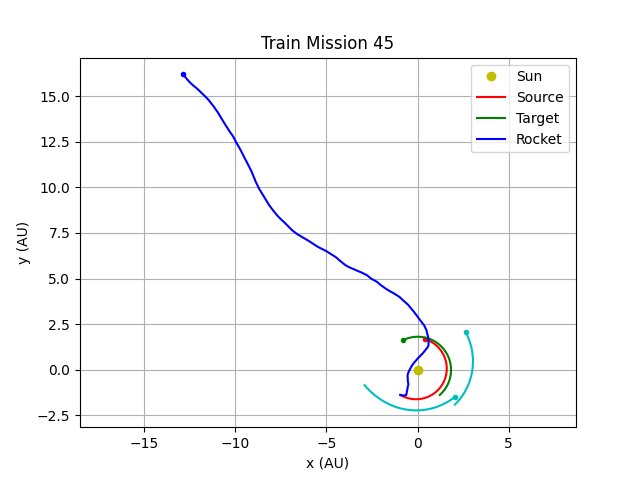 Train Mission 45
Sun
Source
Target
Rocket
y (AU)
15.0
12.5
10.0
7.5
5.0
2.5
0.0
−2.5
−15
−10
−5
0
5
x (AU)